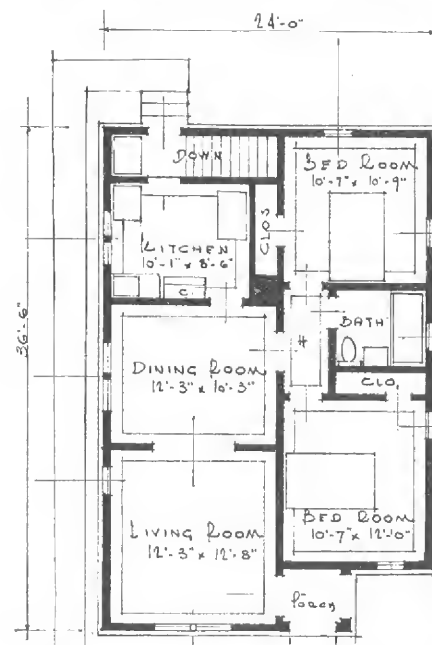 24'-0"
DOWN
BED ROOM
10'-7" x 10'-9"
CLOS
KITCHEN
10'-1" x 8'-6"
C
36'-6"
BATH
H
DINING ROOM
12'-3" x 10'-3"
CLO.
LIVING ROOM
12'-3" x 12'-8"
BED ROOM
10'-7" x 12'-0"
Porch